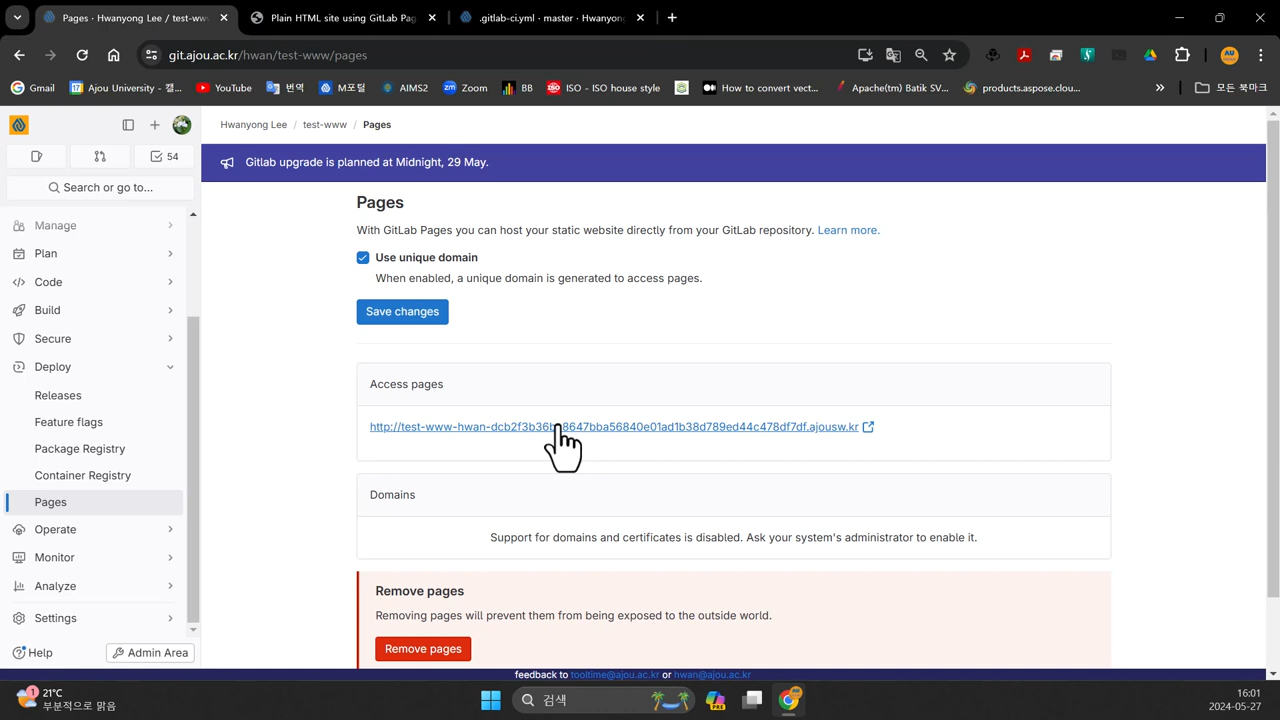 Pages · Hwanyong Lee / test-ww
Plain HTML site using GitLab Pag
.gitlab-ci.yml · master · Hwanyong
git.ajou.ac.kr/hwan/test-www/pages
Gmail
Ajou University - 캘...
YouTube
번역
M포털
AIMS2
Zoom
BB
ISO - ISO house style
How to convert vect...
Apache(tm) Batik SV...
products.aspose.clou...
모든 북마크
Hwanyong Lee / test-www / Pages
54
Gitlab upgrade is planned at Midnight, 29 May.
Search or go to...
Manage
Plan
Code
Build
Secure
Deploy
Releases
Feature flags
Package Registry
Container Registry
Pages
Operate
Monitor
Analyze
Settings
Help
Admin Area
Pages
With GitLab Pages you can host your static website directly from your GitLab repository. Learn more.
Use unique domain
When enabled, a unique domain is generated to access pages.
Save changes
Access pages
Domains
Support for domains and certificates is disabled. Ask your system's administrator to enable it.
Remove pages
Removing pages will prevent them from being exposed to the outside world.
Remove pages
feedback to tooltime@ajou.ac.kr or hwan@ajou.ac.kr
1
21°C
부분적으로 맑음
검색
PRE
16:01
2024-05-27